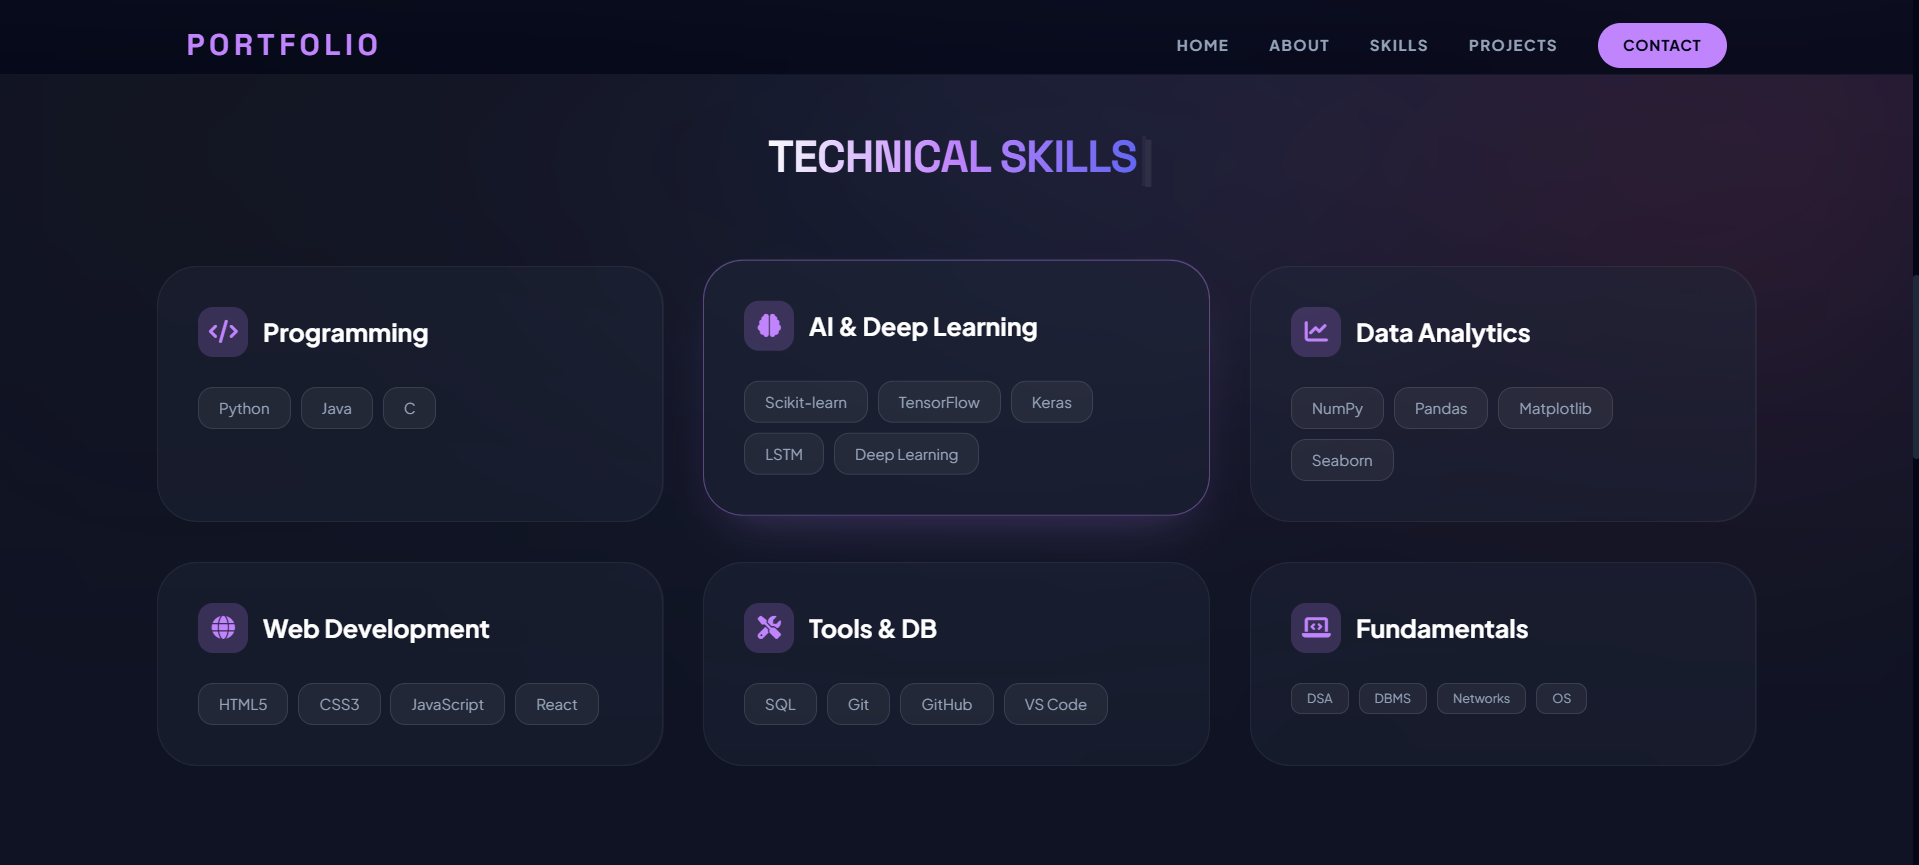 PORTFOLIO
HOME ABOUT SKILLS PROJECTS CONTACT
TECHNICAL SKILLS
Programming
Python Java C
AI & Deep Learning
Scikit-learn TensorFlow Keras
LSTM Deep Learning
Data Analytics
NumPy Pandas Matplotlib
Seaborn
Web Development
HTML5 CSS3 JavaScript React
Tools & DB
SQL Git GitHub VS Code
Fundamentals
DSA DBMS Networks OS